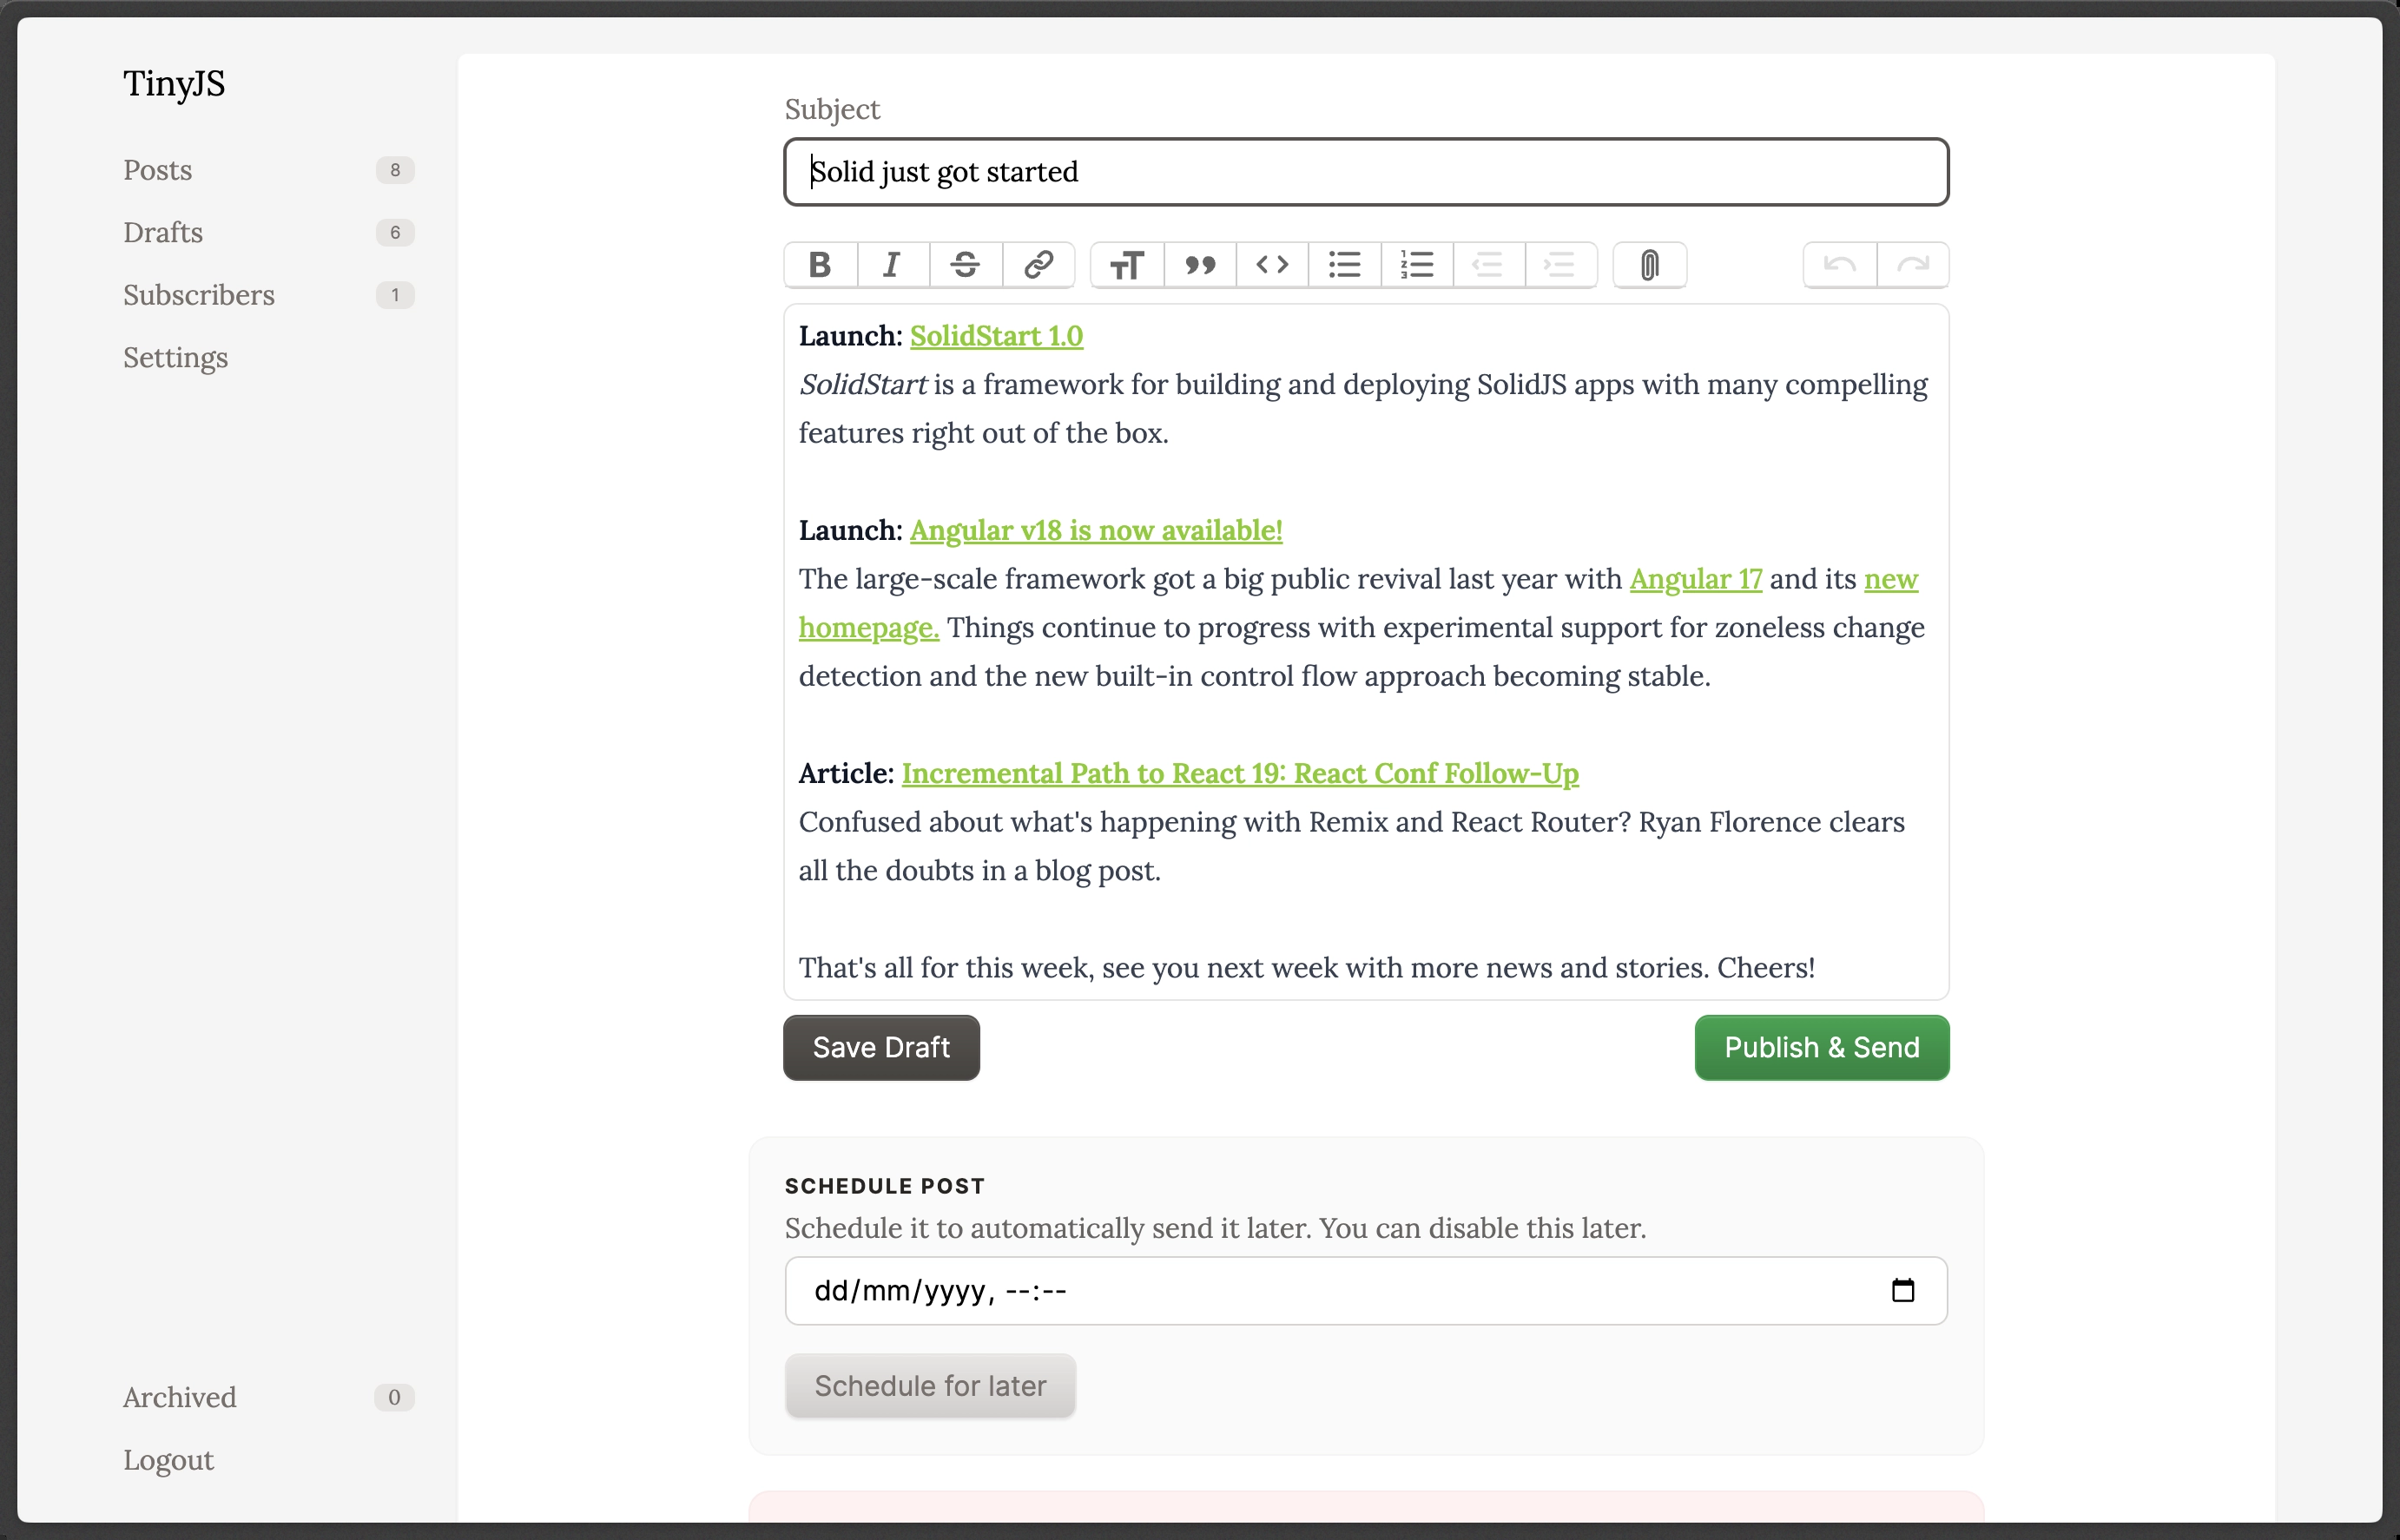 TinyJS
Posts 8
Drafts 6
Subscribers 1
Settings
Archived 0
Logout
Subject
Solid just got started
Launch: SolidStart 1.0
SolidStart is a framework for building and deploying SolidJS apps with many compelling
features right out of the box.
Launch: Angular v18 is now available!
The large-scale framework got a big public revival last year with Angular 17 and its new
homepage. Things continue to progress with experimental support for zoneless change
detection and the new built-in control flow approach becoming stable.
Article: Incremental Path to React 19: React Conf Follow-Up
Confused about what's happening with Remix and React Router? Ryan Florence clears
all the doubts in a blog post.
That's all for this week, see you next week with more news and stories. Cheers!
Save Draft
Publish & Send
SCHEDULE POST
Schedule it to automatically send it later. You can disable this later.
dd/mm/yyyy, --:--
Schedule for later